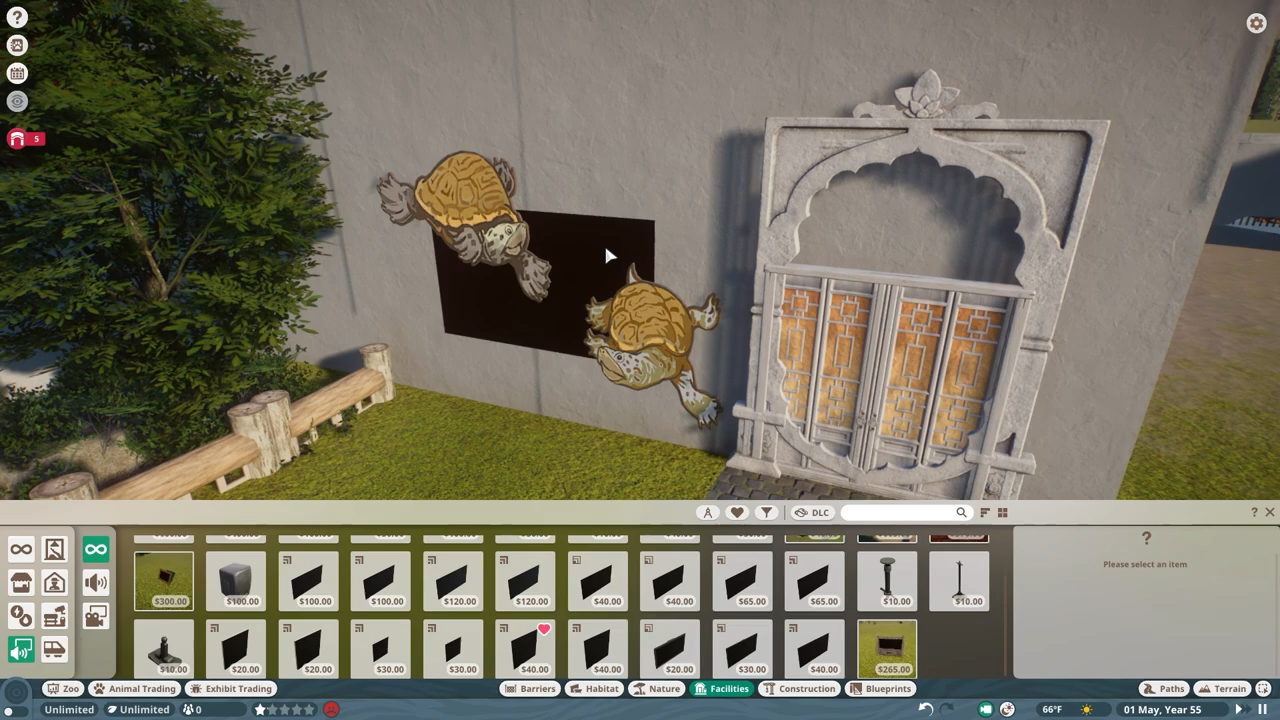 ?
5
DLC
? ×
$300.00 $100.00 $100.00 $100.00 $120.00 $120.00 $40.00 $40.00 $65.00 $65.00 $10.00 $10.00
?
Please select an item
$10.00 $20.00 $20.00 $30.00 $30.00 $40.00 $40.00 $20.00 $30.00 $40.00 $265.00
Zoo Animal Trading Exhibit Trading Barriers Habitat Nature Facilities Construction Blueprints Paths Terrain
Unlimited Unlimited 0 66°F 01 May, Year 55